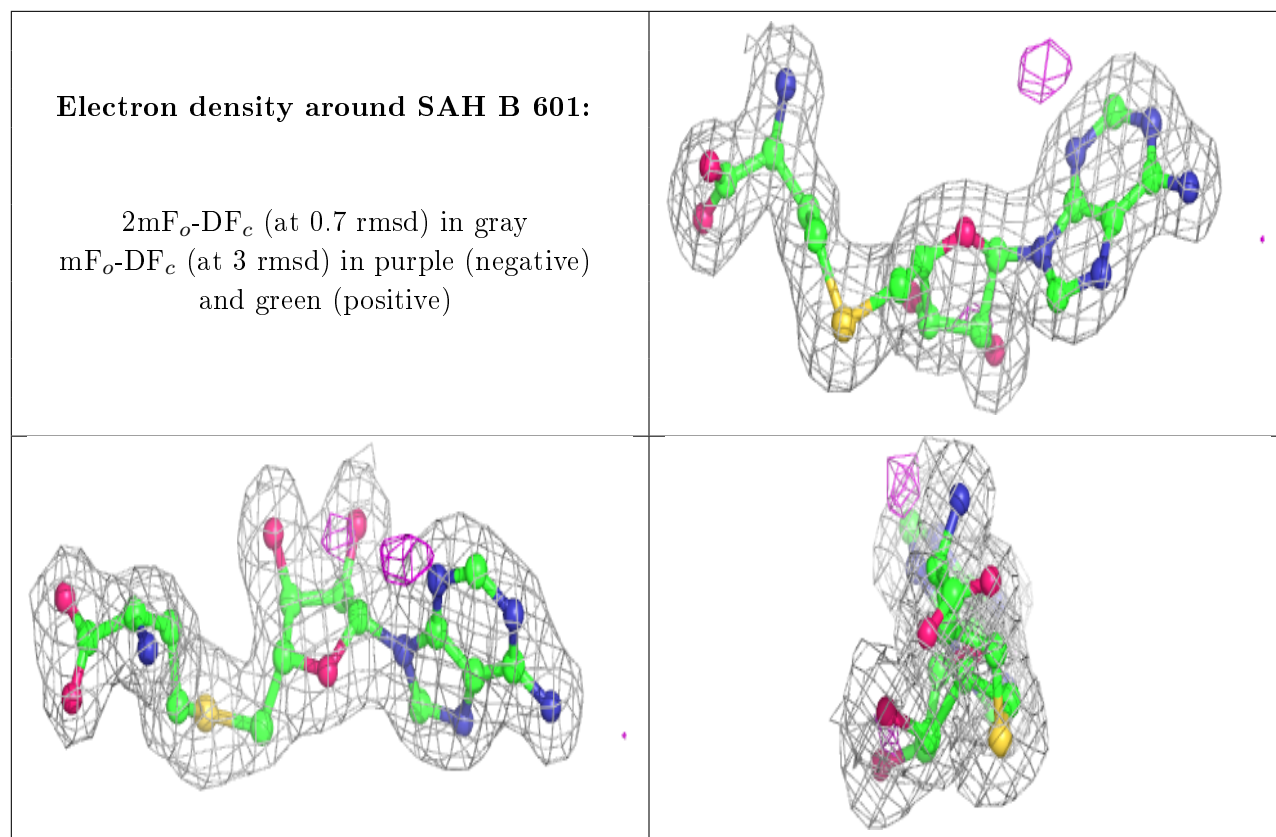 Electron density around SAH B 601:
2mFo-DFc (at 0.7 rmsd) in gray
mFo-DFc (at 3 rmsd) in purple (negative)
and green (positive)